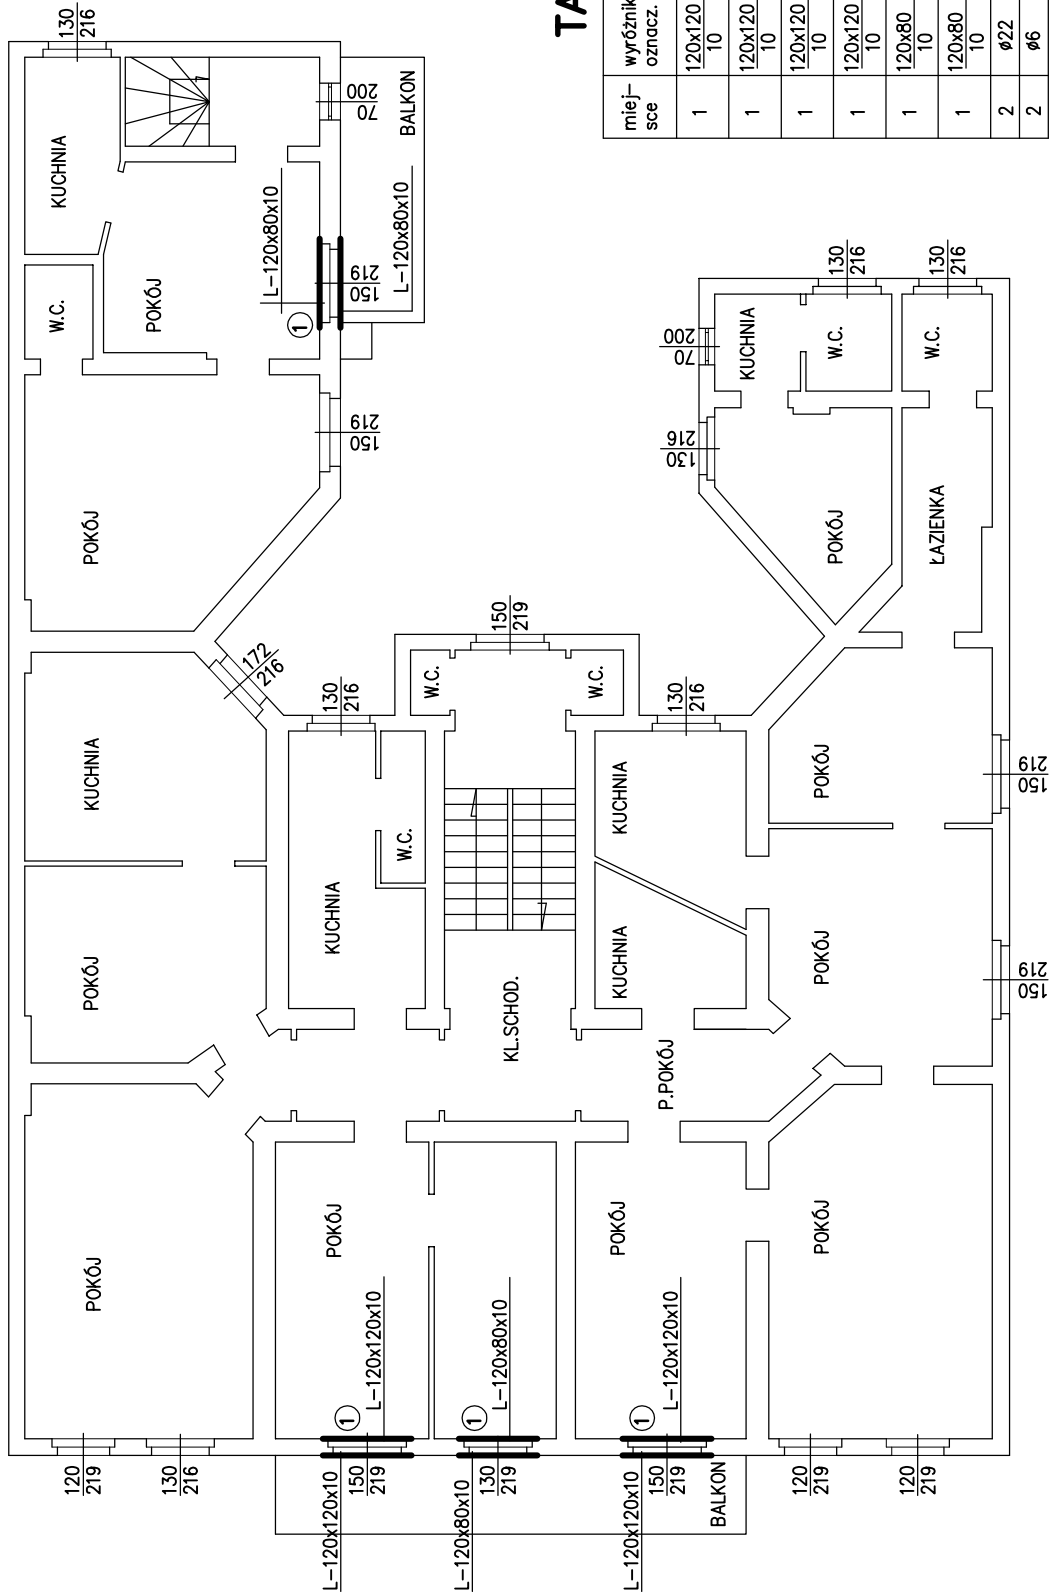 130
216
KUCHNIA
W.C.
POKÓJ
L-120x80x10
70
200
BALKON
1
150
219
L-120x80x10
POKÓJ
150
219
KUCHNIA
172
216
POKÓJ
POKÓJ
120
219
130
216
130
216
KUCHNIA
W.C.
W.C.
150
219
W.C.
KL.SCHOD.
130
216
KUCHNIA
KUCHNIA
P.POKÓJ
POKÓJ
1
L-120x120x10
L-120x120x10
150
219
1
L-120x80x10
L-120x80x10
130
219
POKÓJ
1
L-120x120x10
L-120x120x10
150
219
BALKON
70
200
KUCHNIA
130
216
W.C.
130
216
W.C.
130
216
POKÓJ
ŁAZIENKA
POKÓJ
150
219
POKÓJ
150
219
POKÓJ
120
219
120
219
TA
miej-
sce
wyróżnik
oznacz.
1
120x120
10
1
120x120
10
1
120x120
10
1
120x120
10
1
120x80
10
1
120x80
10
2
ø22
2
ø6